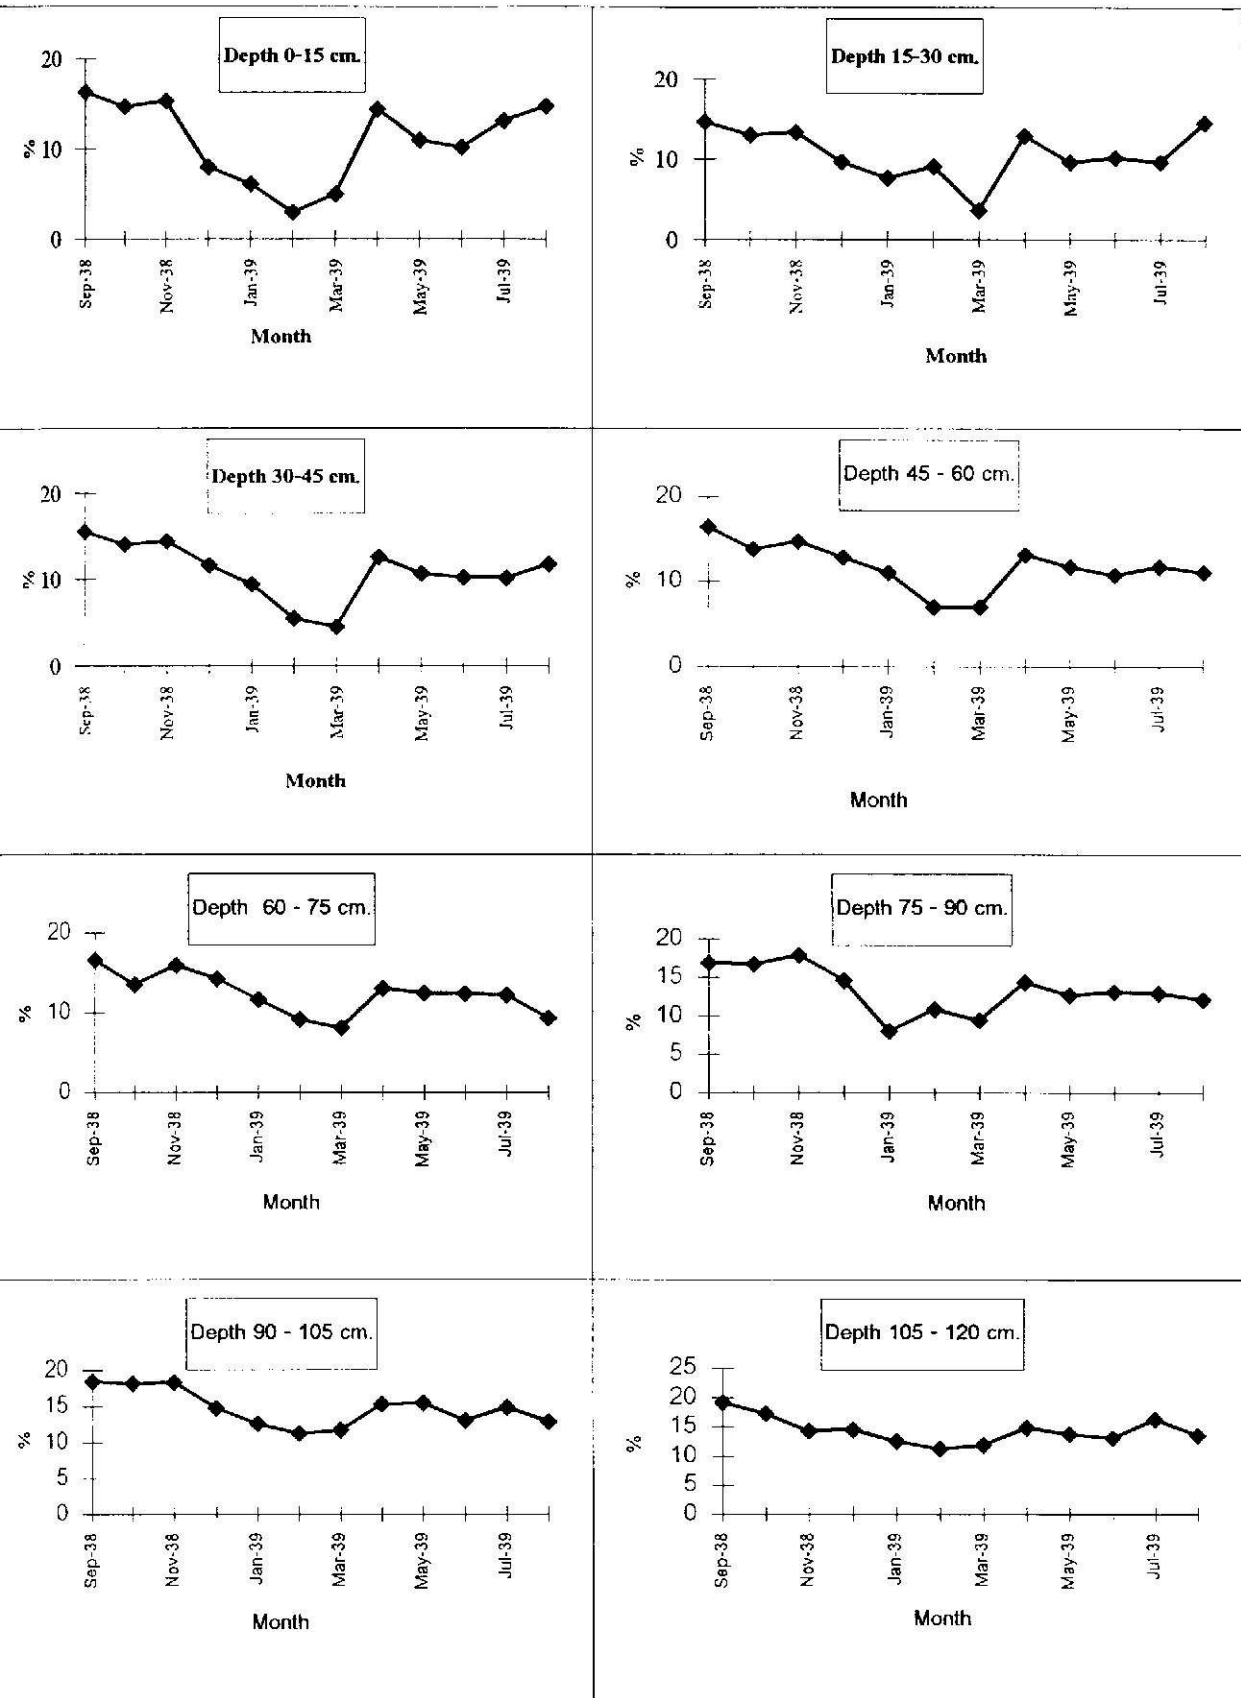 Depth 0-15 cm.
20
10
0
%
Sep-38
Nov-38
Jan-39
Mar-39
May-39
Jul-39
Month
Depth 15-30 cm.
20
10
0
%
Sep-38
Nov-38
Jan-39
Mar-39
May-39
Jul-39
Month
Depth 30-45 cm.
20
10
0
%
Sep-38
Nov-38
Jan-39
Mar-39
May-39
Jul-39
Month
Depth 45 - 60 cm.
20
10
0
%
Sep-38
Nov-38
Jan-39
Mar-39
May-39
Jul-39
Month
Depth 60 - 75 cm.
20
10
0
%
Sep-38
Nov-38
Jan-39
Mar-39
May-39
Jul-39
Month
Depth 75 - 90 cm.
20
15
10
5
0
%
Sep-38
Nov-38
Jan-39
Mar-39
May-39
Jul-39
Month
Depth 90 - 105 cm.
20
15
10
5
0
%
Sep-38
Nov-38
Jan-39
Mar-39
May-39
Jul-39
Month
Depth 105 - 120 cm.
25
20
15
10
5
0
%
Sep-38
Nov-38
Jan-39
Mar-39
May-39
Jul-39
Month